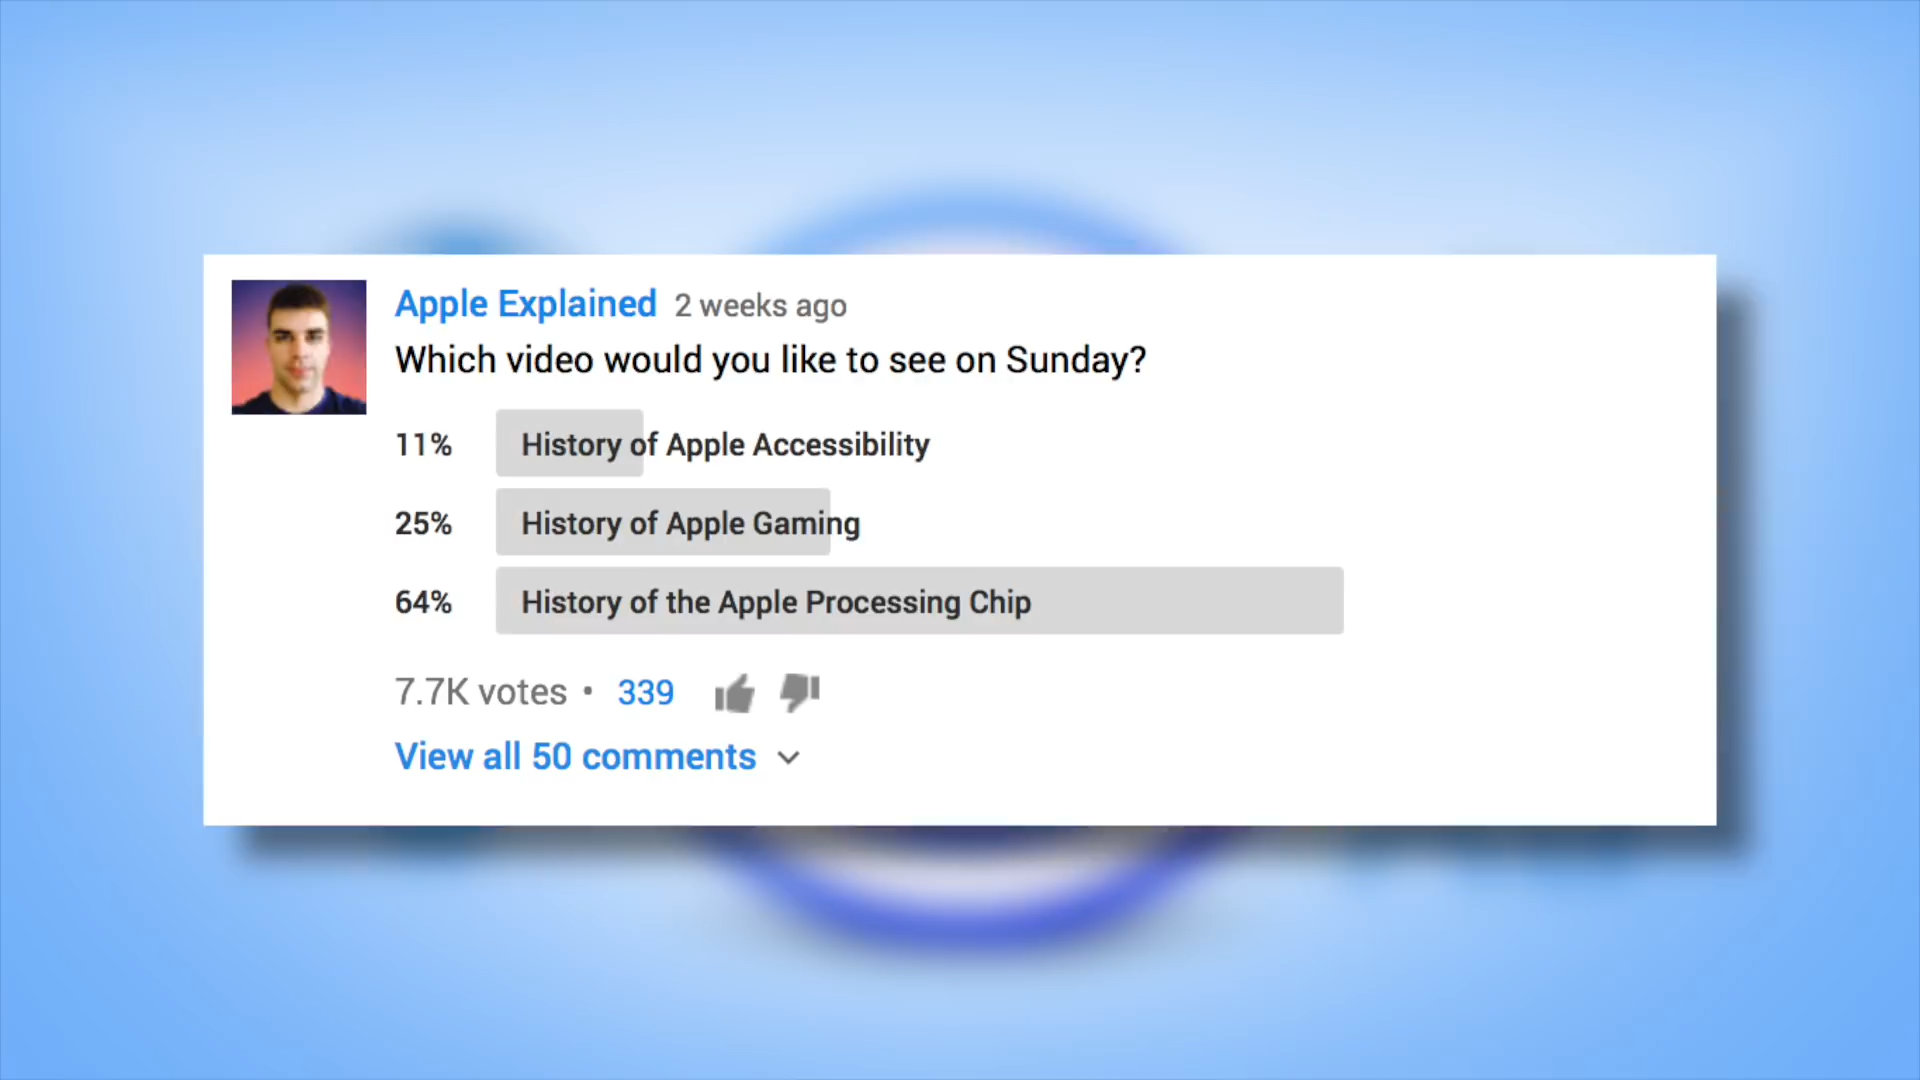 Apple Explained 2 weeks ago
Which video would you like to see on Sunday?
11% History of Apple Accessibility
25% History of Apple Gaming
64% History of the Apple Processing Chip
7.7K votes • 339
View all 50 comments